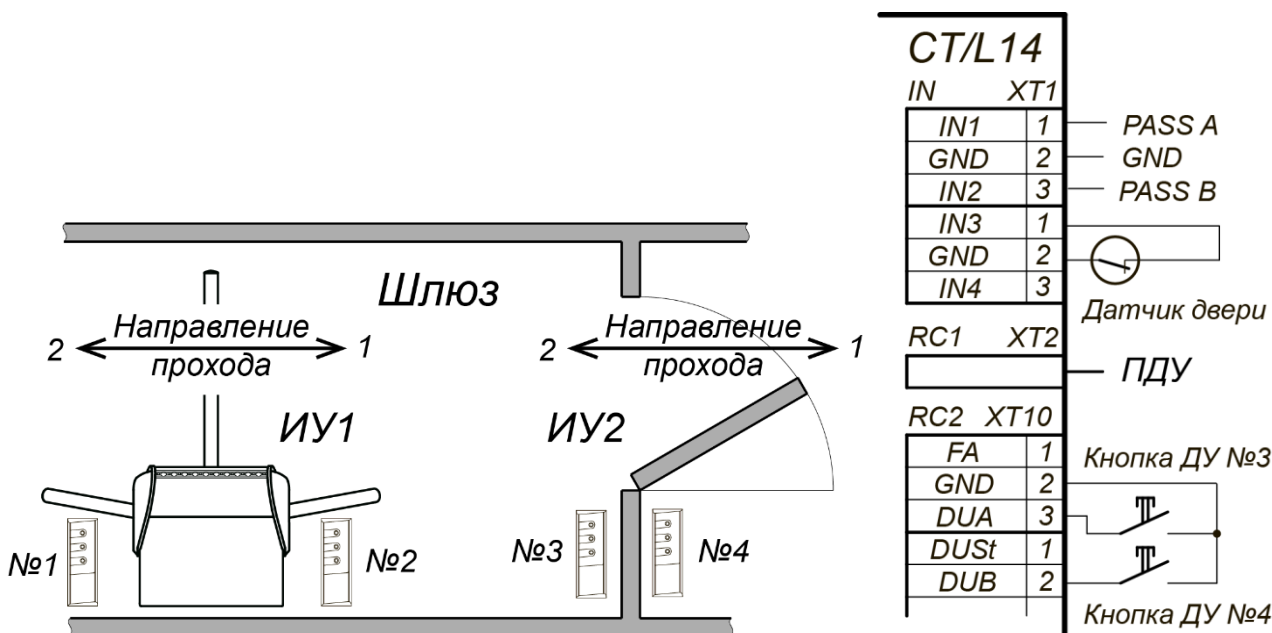 Шлюз
Направление
прохода
2
1
ИУ1
№1
№2
Направление
прохода
2
1
ИУ2
№3
№4
CT/L14
IN XT1
IN1 1 PASS A
GND 2 GND
IN2 3 PASS B
IN3 1
GND 2
IN4 3
Датчик двери
RC1 XT2
ПДУ
RC2 XT10
FA 1
Кнопка ДУ №3
GND 2
DUA 3
DUSt 1
DUB 2
Кнопка ДУ №4